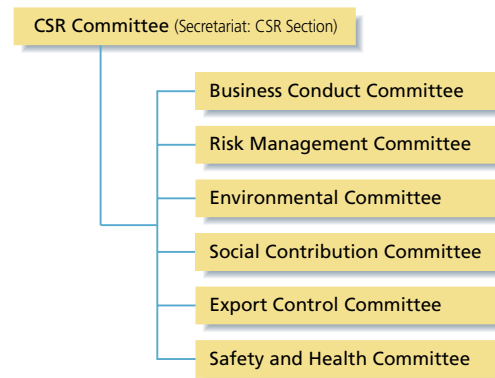 CSR Committee (Secretariat: CSR Section)
Business Conduct Committee
Risk Management Committee
Environmental Committee
Social Contribution Committee
Export Control Committee
Safety and Health Committee